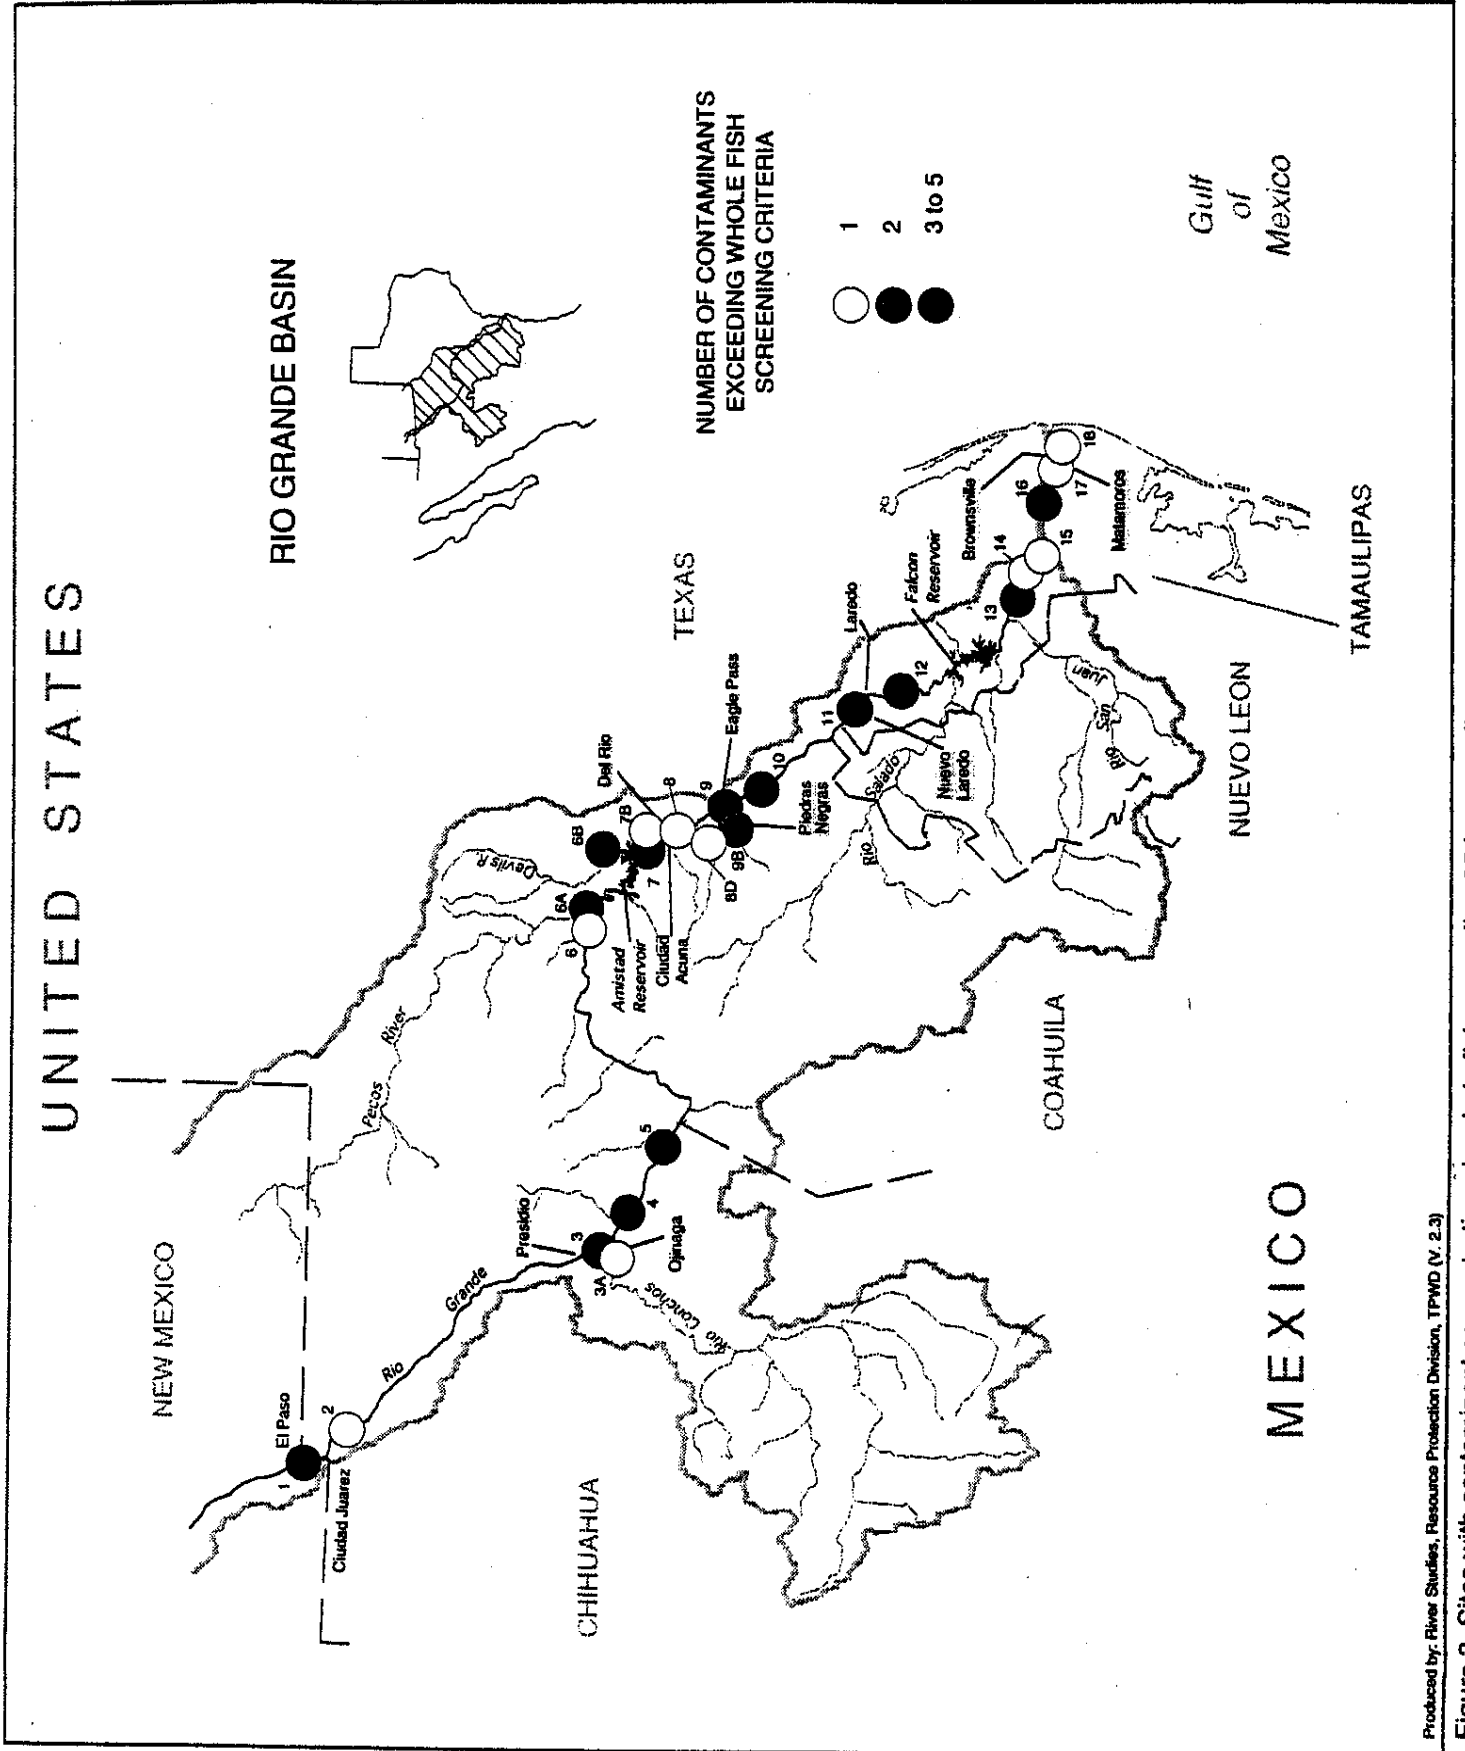 UNITED STATES
RIO GRANDE BASIN
NUMBER OF CONTAMINANTS
EXCEEDING WHOLE FISH
SCREENING CRITERIA
1
2
3 to 5
Gulf
of
Mexico
NEW MEXICO
TEXAS
CHIHUAHUA
COAHUILA
NUEVO LEON
TAMAULIPAS
MEXICO
El Paso
1
Ciudad Juarez
2
Rio
Grande
Pecos
River
Presidio
3
3A
Ojinaga
Rio
Conchos
4
5
6
6A
Devils R.
6B
Amistad
Reservoir
7
7B
Del Rio
8
Ciudad
Acuna
8D
9
9B
Eagle Pass
Piedras
Negras
10
11
Laredo
Nuevo
Laredo
Rio
Salado
12
Falcon
Reservoir
Rio
San
Juan
13
14
15
16
Brownsville
17
Matamoros
18
Produced by: River Studies, Resource Protection Division, TPWD (V. 2.3)